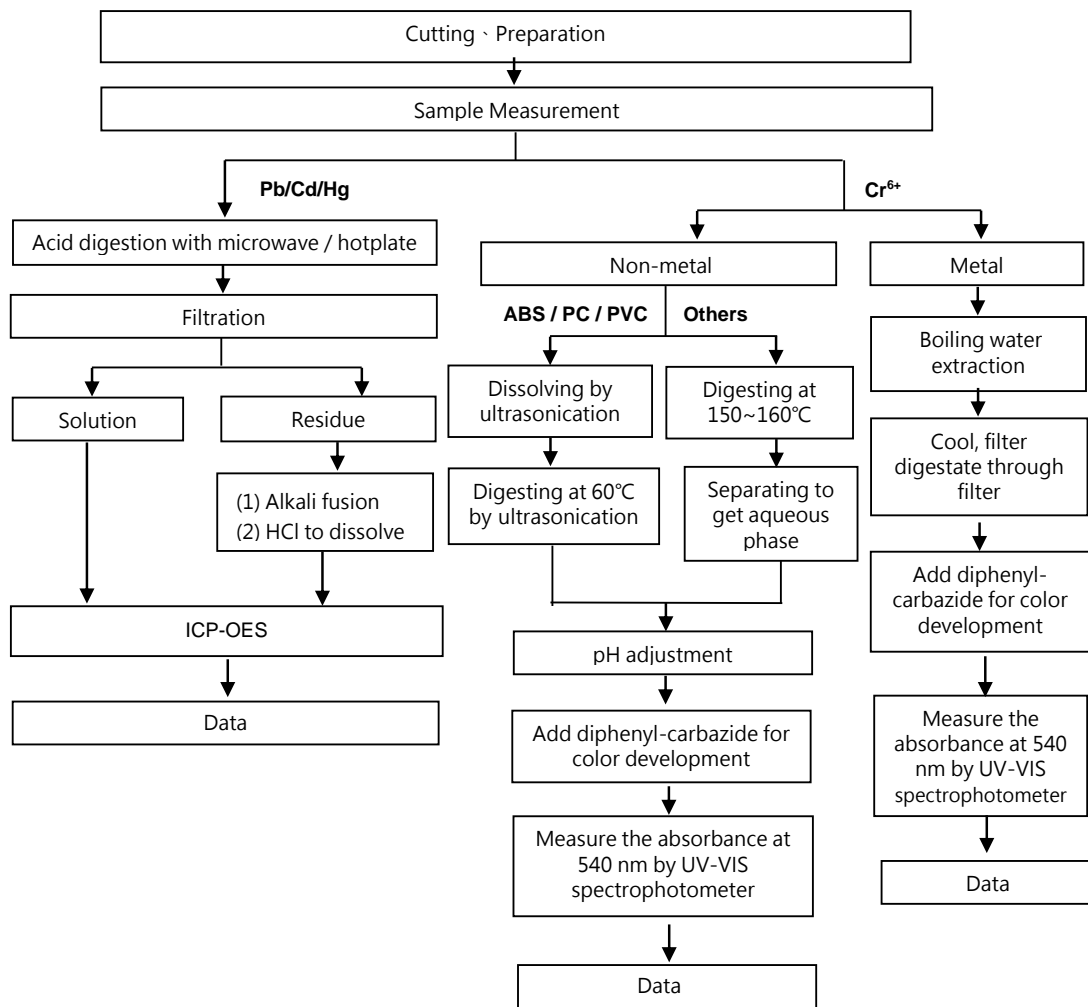 Cutting、Preparation
Sample Measurement
Pb/Cd/Hg
Cr6+
Acid digestion with microwave / hotplate
Filtration
Solution
Residue
(1) Alkali fusion
(2) HCl to dissolve
ICP-OES
Data
Non-metal
ABS / PC / PVC
Others
Dissolving by
ultrasonication
Digesting at 60℃
by ultrasonication
Digesting at
150~160℃
Separating to
get aqueous
phase
pH adjustment
Add diphenyl-carbazide for
color development
Measure the absorbance at
540 nm by UV-VIS
spectrophotometer
Data
Metal
Boiling water
extraction
Cool, filter
digestate through
filter
Add diphenyl-
carbazide for color
development
Measure the
absorbance at 540
nm by UV-VIS
spectrophotometer
Data